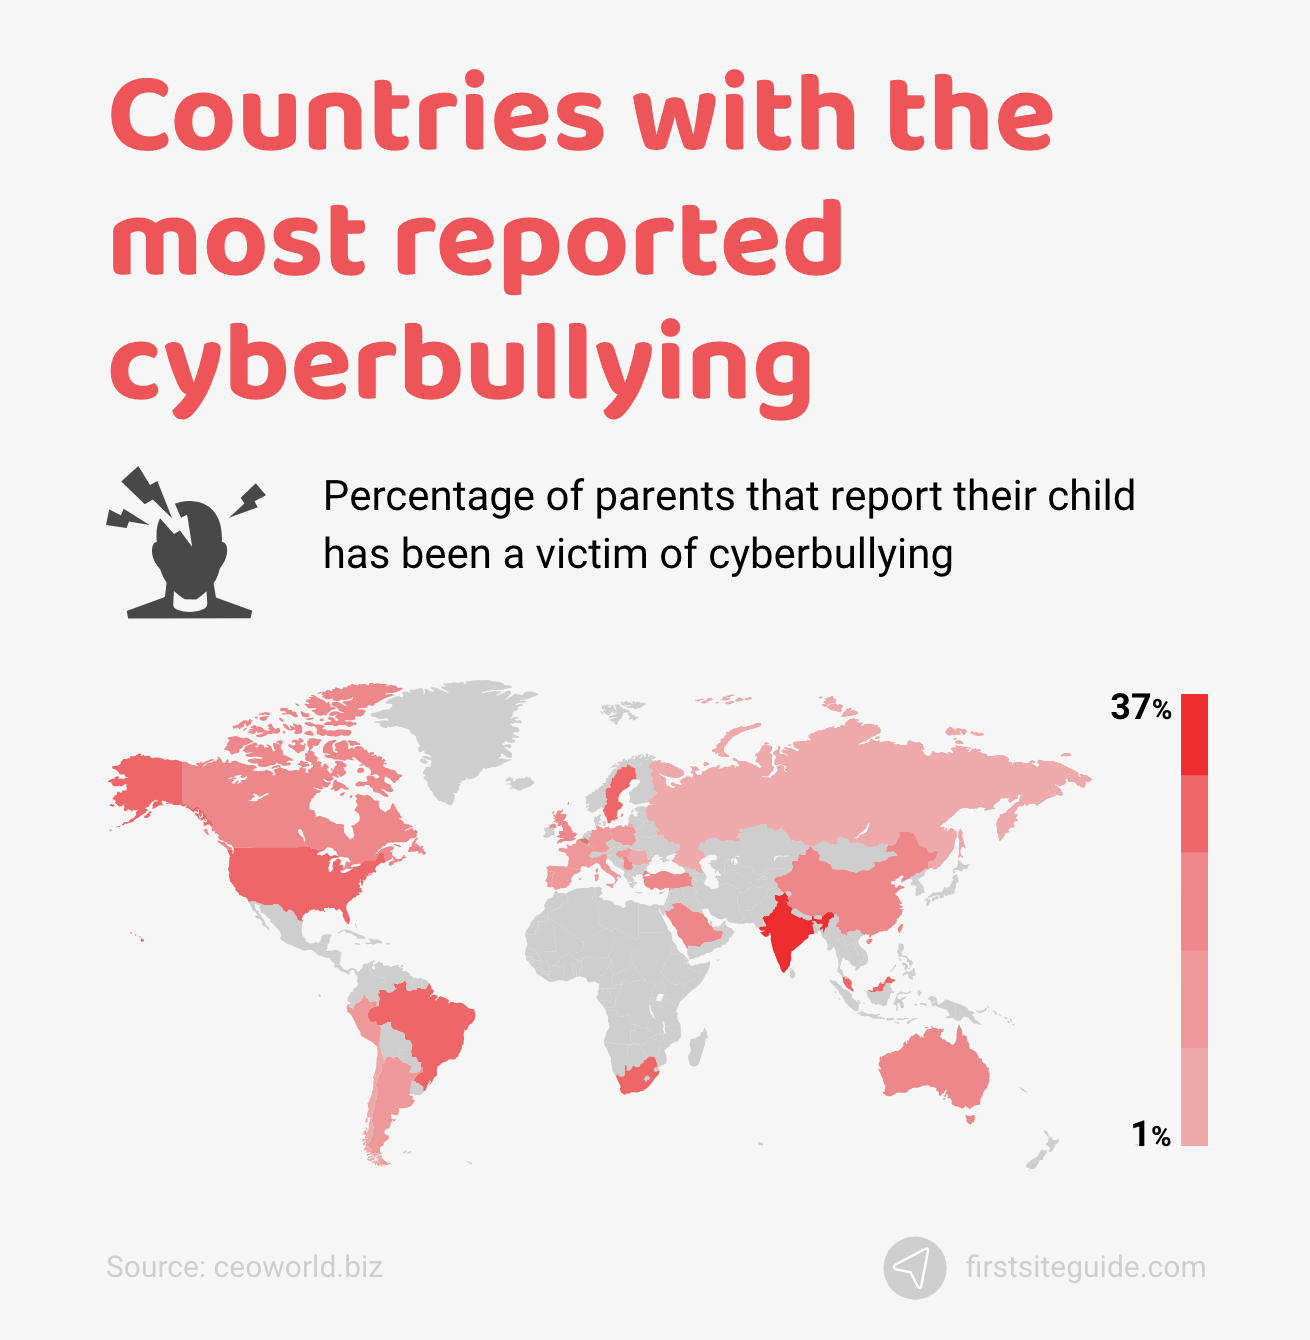 Countries with the
most reported
cyberbullying
Percentage of parents that report their child
has been a victim of cyberbullying
37%
1%
Source: ceoworld.biz
firstsiteguide.com